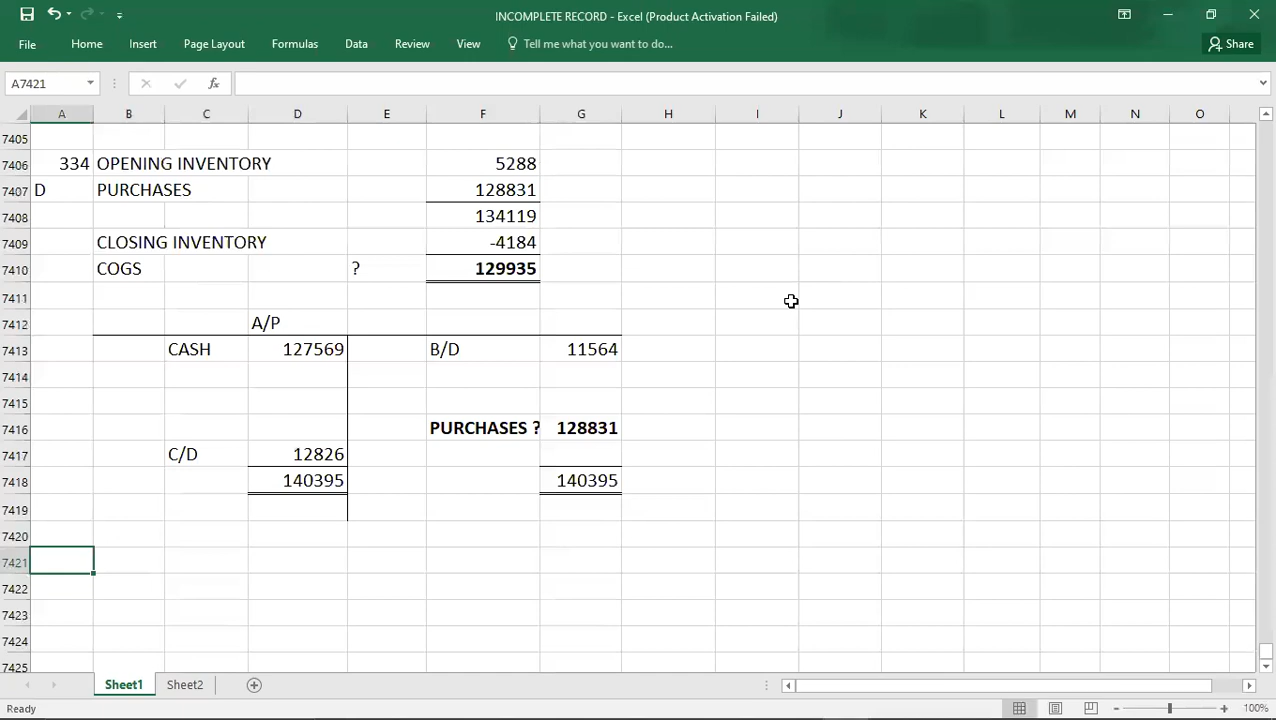 INCOMPLETE RECORD - Excel (Product Activation Failed)
File Home Insert Page Layout Formulas Data Review View Tell me what you want to do... Share
A7421 fx
A B C D E F G H I J K L M N O
7405
7406 334 OPENING INVENTORY 5288
7407 D PURCHASES 128831
7408 134119
7409 CLOSING INVENTORY -4184
7410 COGS ? 129935
7411
7412 A/P
7413 CASH 127569 B/D 11564
7414
7415
7416 PURCHASES ? 128831
7417 C/D 12826
7418 140395 140395
7419
7420
7421
7422
7423
7424
7425
Sheet1 Sheet2
Ready 100%